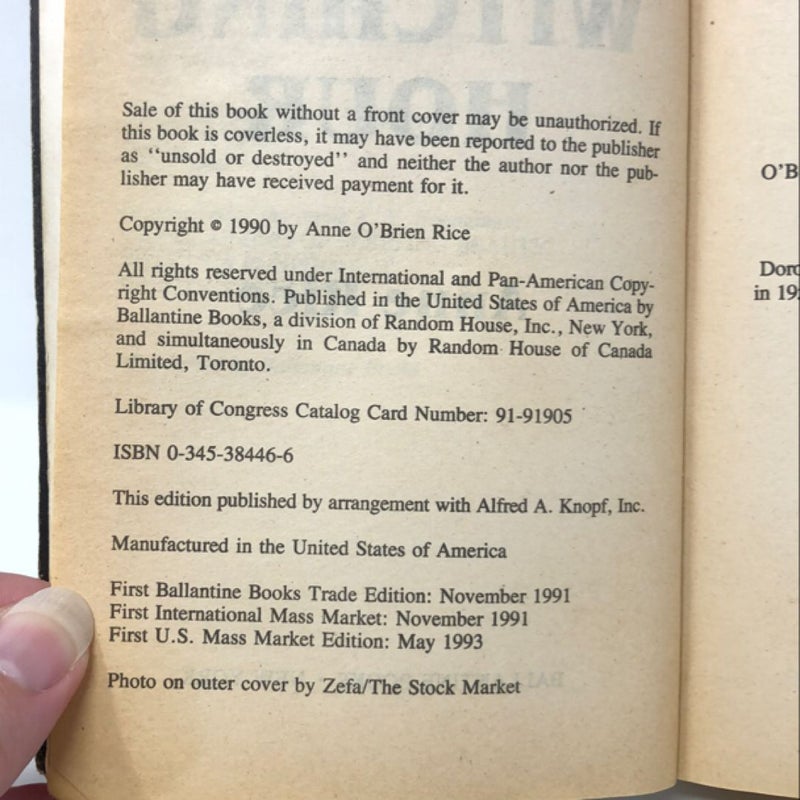 Sale of this book without a front cover may be unauthorized. If
this book is coverless, it may have been reported to the publisher
as "unsold or destroyed" and neither the author nor the pub-
lisher may have received payment for it.
Copyright © 1990 by Anne O'Brien Rice
All rights reserved under International and Pan-American Copy-
right Conventions. Published in the United States of America by
Ballantine Books, a division of Random House, Inc., New York,
and simultaneously in Canada by Random House of Canada
Limited, Toronto.
Library of Congress Catalog Card Number: 91-91905
ISBN 0-345-38446-6
This edition published by arrangement with Alfred A. Knopf, Inc.
Manufactured in the United States of America
First Ballantine Books Trade Edition: November 1991
First International Mass Market: November 1991
First U.S. Mass Market Edition: May 1993
Photo on outer cover by Zefa/The Stock Market
O'B
Doro
in 19